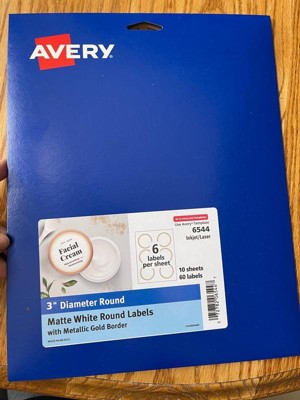 AVERY
Facial
Cream
Use Avery Template
6544
Inkjet/Laser
6
labels
per sheet
10 sheets
60 labels
3" Diameter Round
Matte White Round Labels
with Metallic Gold Border